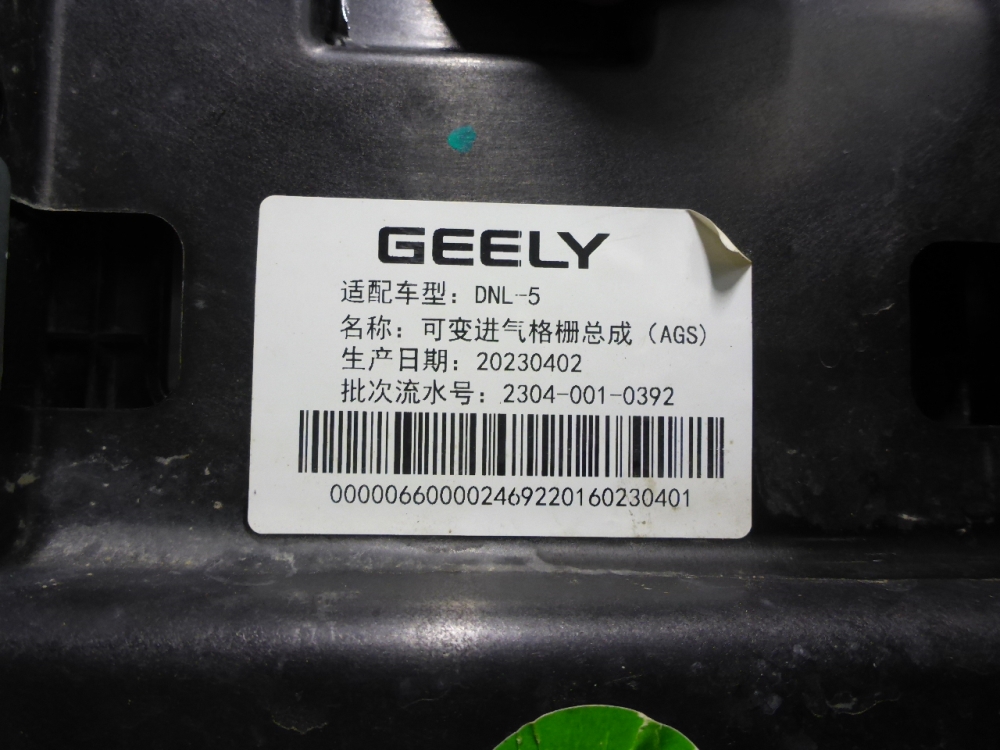 GEELY
适配车型：DNL-5
名称：可变进气格栅总成（AGS）
生产日期：20230402
批次流水号：2304-001-0392
000006600002469220160230401